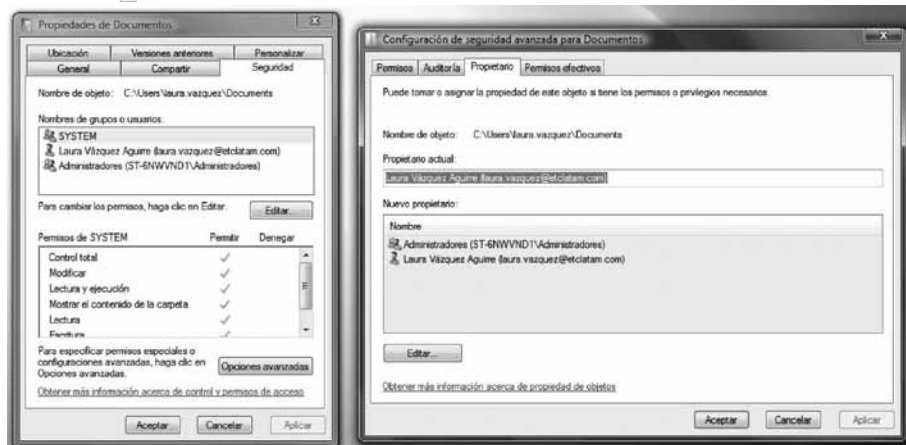 Propiedades de Documentos
Ubicación Versiones anteriores Personalizar
General Compartir Seguridad
Nombre de objeto: C:\Users\laura.vazquez\Documents
Nombres de grupos o usuarios:
SYSTEM
Laura Vázquez Aguirre (laura.vazquez@etclatam.com)
Administradores (ST-6NWVND1\Administradores)
Para cambiar los permisos, haga clic en Editar.
Editar...
Permisos de SYSTEM Permitir Denegar
Control total
Modificar
Lectura y ejecución
Mostrar el contenido de la carpeta
Lectura
Escritura
Para especificar permisos especiales o
configuraciones avanzadas, haga clic en
Opciones avanzadas.
Opciones avanzadas
Obtener más información acerca de control y permisos de acceso
Aceptar Cancelar Aplicar
Configuración de seguridad avanzada para Documentos
Permisos Auditoría Propietario Permisos efectivos
Puede tomar o asignar la propiedad de este objeto si tiene los permisos o privilegios necesarios.
Nombre de objeto: C:\Users\laura.vazquez\Documents
Propietario actual:
Laura Vázquez Aguirre (laura.vazquez@etclatam.com)
Nuevo propietario:
Nombre
Administradores (ST-6NWVND1\Administradores)
Laura Vázquez Aguirre (laura.vazquez@etclatam.com)
Editar...
Obtener más información acerca de propiedad de objetos
Aceptar Cancelar Aplicar